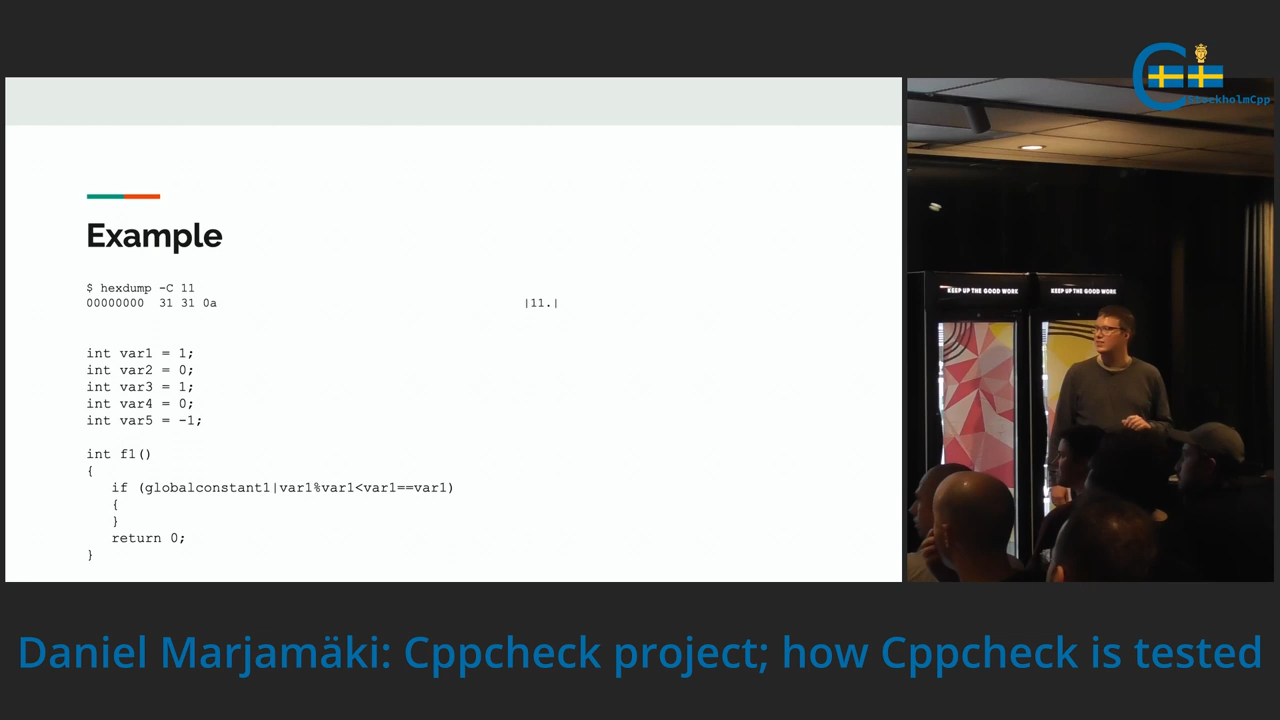 StockholmCpp
Example
$ hexdump -C 11
00000000  31 31 0a                                         |11.|
int var1 = 1;
int var2 = 0;
int var3 = 1;
int var4 = 0;
int var5 = -1;
int f1()
{
   if (globalconstant1|var1%var1<var1==var1)
   {
   }
   return 0;
}
KEEP UP THE GOOD WORK
KEEP UP THE GOOD WORK
Daniel Marjamäki: Cppcheck project; how Cppcheck is tested